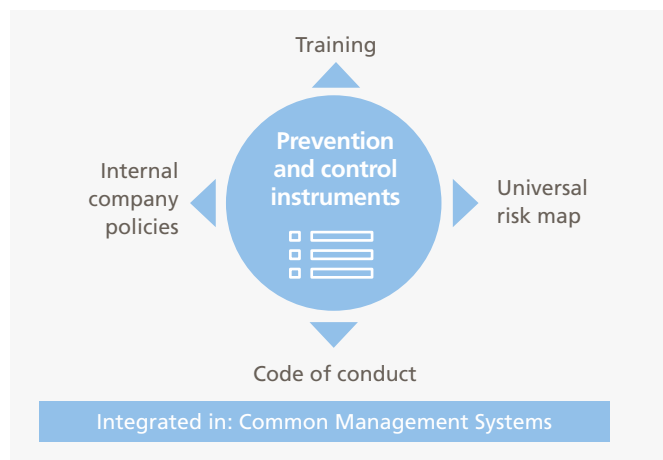 Training
Prevention
and control
instruments
Internal
company
policies
Universal
risk map
Code of conduct
Integrated in: Common Management Systems